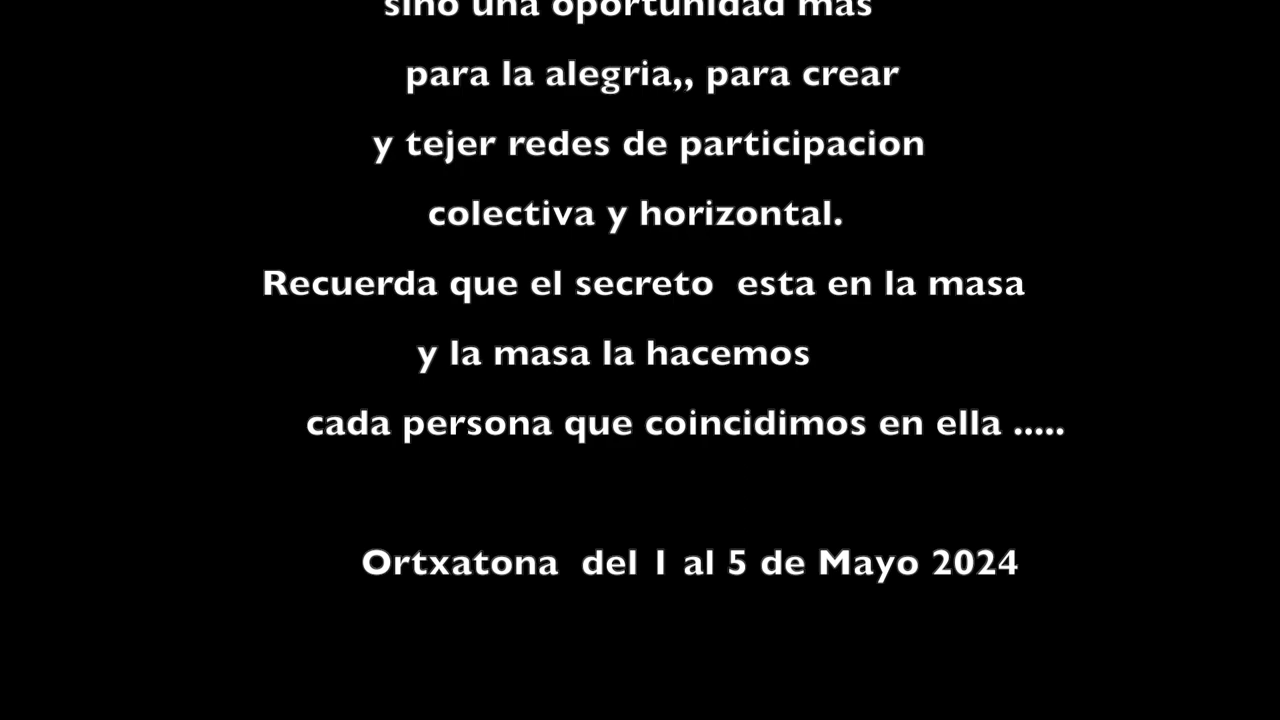 sino una oportunidad mas
para la alegria,, para crear
y tejer redes de participacion
colectiva y horizontal.
Recuerda que el secreto  esta en la masa
y la masa la hacemos
cada persona que coincidimos en ella .....
Ortxatona  del 1 al 5 de Mayo 2024